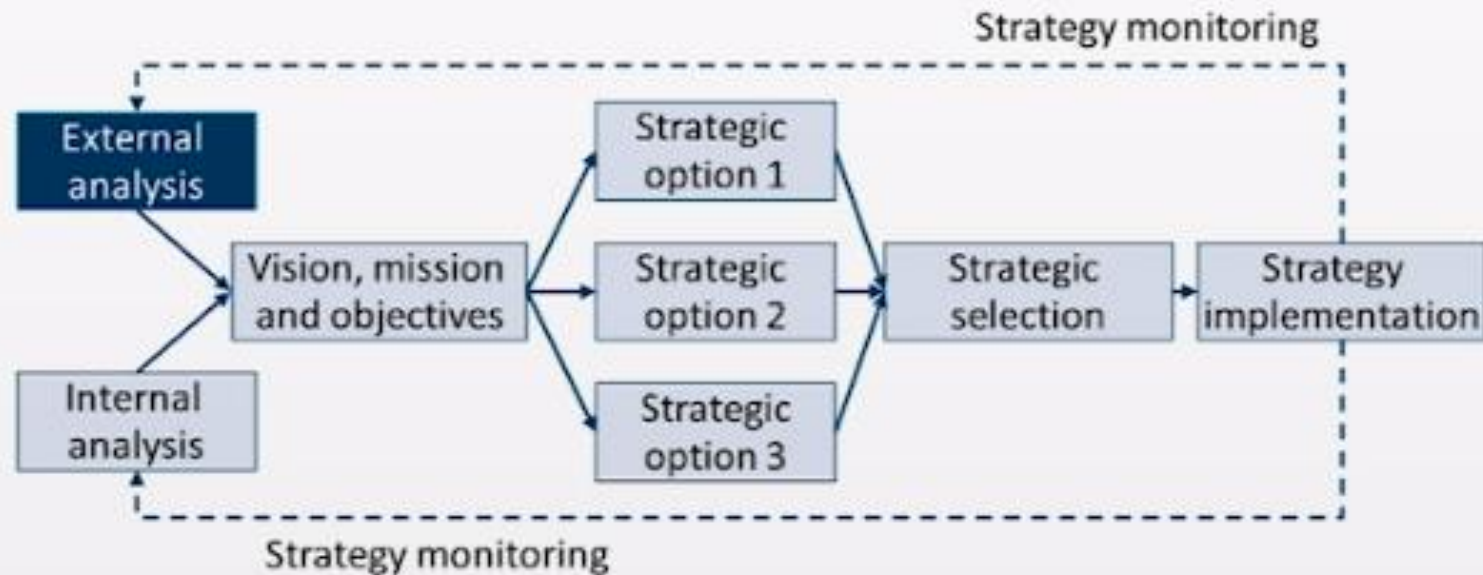 Strategy monitoring
External
analysis
Internal
analysis
Vision, mission
and objectives
Strategic
option 1
Strategic
option 2
Strategic
option 3
Strategic
selection
Strategy
implementation
Strategy monitoring